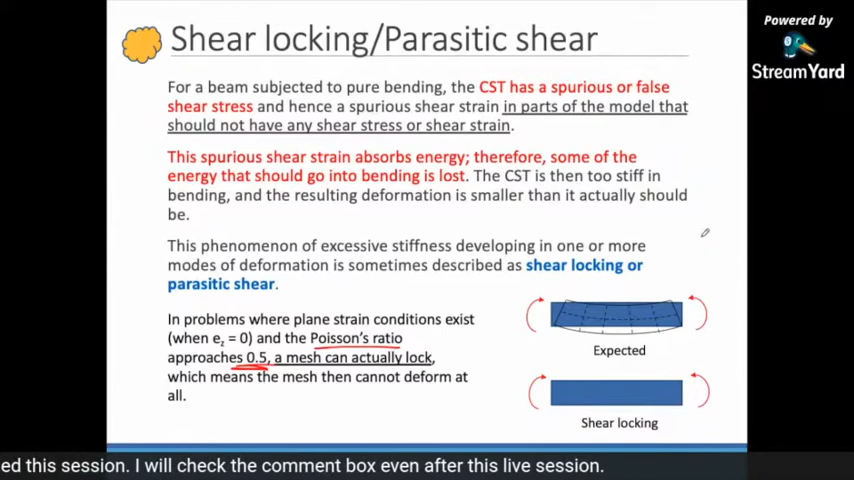 Shear locking/Parasitic shear
Powered by
StreamYard
For a beam subjected to pure bending, the CST has a spurious or false
shear stress and hence a spurious shear strain in parts of the model that
should not have any shear stress or shear strain.
This spurious shear strain absorbs energy; therefore, some of the
energy that should go into bending is lost. The CST is then too stiff in
bending, and the resulting deformation is smaller than it actually should
be.
This phenomenon of excessive stiffness developing in one or more
modes of deformation is sometimes described as shear locking or
parasitic shear.
In problems where plane strain conditions exist
(when ez = 0) and the Poisson's ratio
approaches 0.5, a mesh can actually lock,
which means the mesh then cannot deform at
all.
Expected
Shear locking
ed this session. I will check the comment box even after this live session.